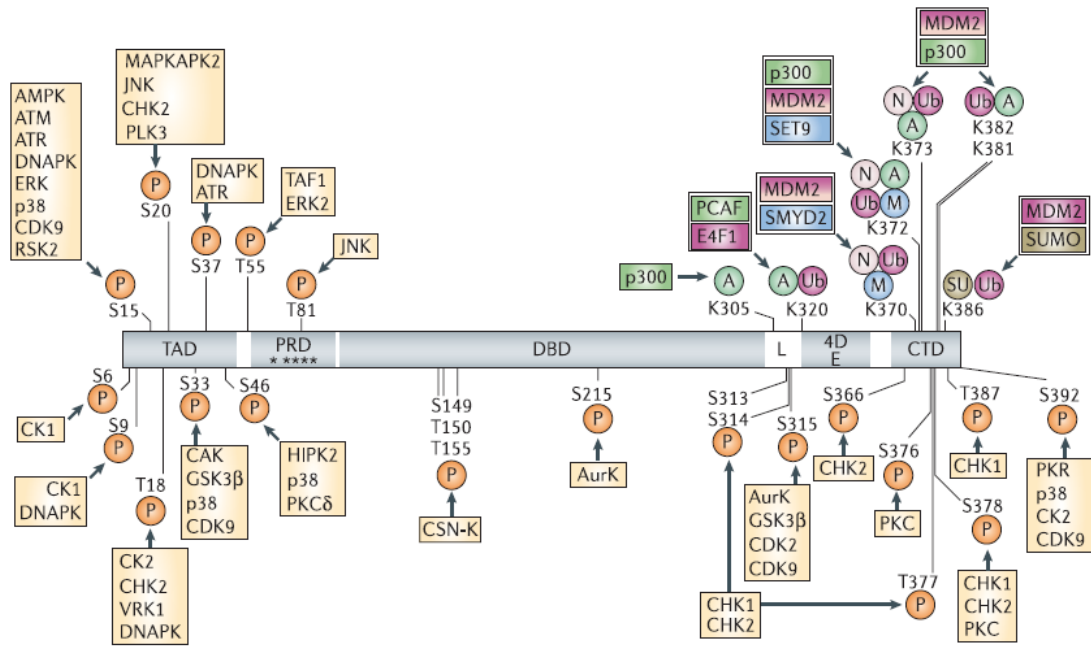 MAPKAPK2
JNK
CHK2
PLK3
P
S20
AMPK
ATM
ATR
DNAPK
ERK
p38
CDK9
RSK2
P
S15
DNAPK
ATR
P
S37
TAF1
ERK2
P
T55
JNK
P
T81
p300
A
K305
PCAF
E4F1
A Ub
K320
MDM2
SMYD2
N Ub
M
K370
p300
MDM2
SET9
N A
Ub M
K372
MDM2
p300
N Ub
A
K373
Ub A
K382
K381
MDM2
SUMO
SU Ub
K386
TAD
PRD
* ****
DBD
L
4D
E
CTD
S6
P
CK1
S9
P
CK1
DNAPK
T18
P
CK2
CHK2
VRK1
DNAPK
S33
P
CAK
GSK3β
p38
CDK9
S46
P
HIPK2
p38
PKCδ
S149
T150
T155
P
CSN-K
S215
P
AurK
S313
S314
P
CHK1
CHK2
S315
P
AurK
GSK3β
CDK2
CDK9
S366
P
CHK2
S376
P
PKC
T377
P
S378
P
CHK1
CHK2
PKC
T387
P
CHK1
S392
P
PKR
p38
CK2
CDK9